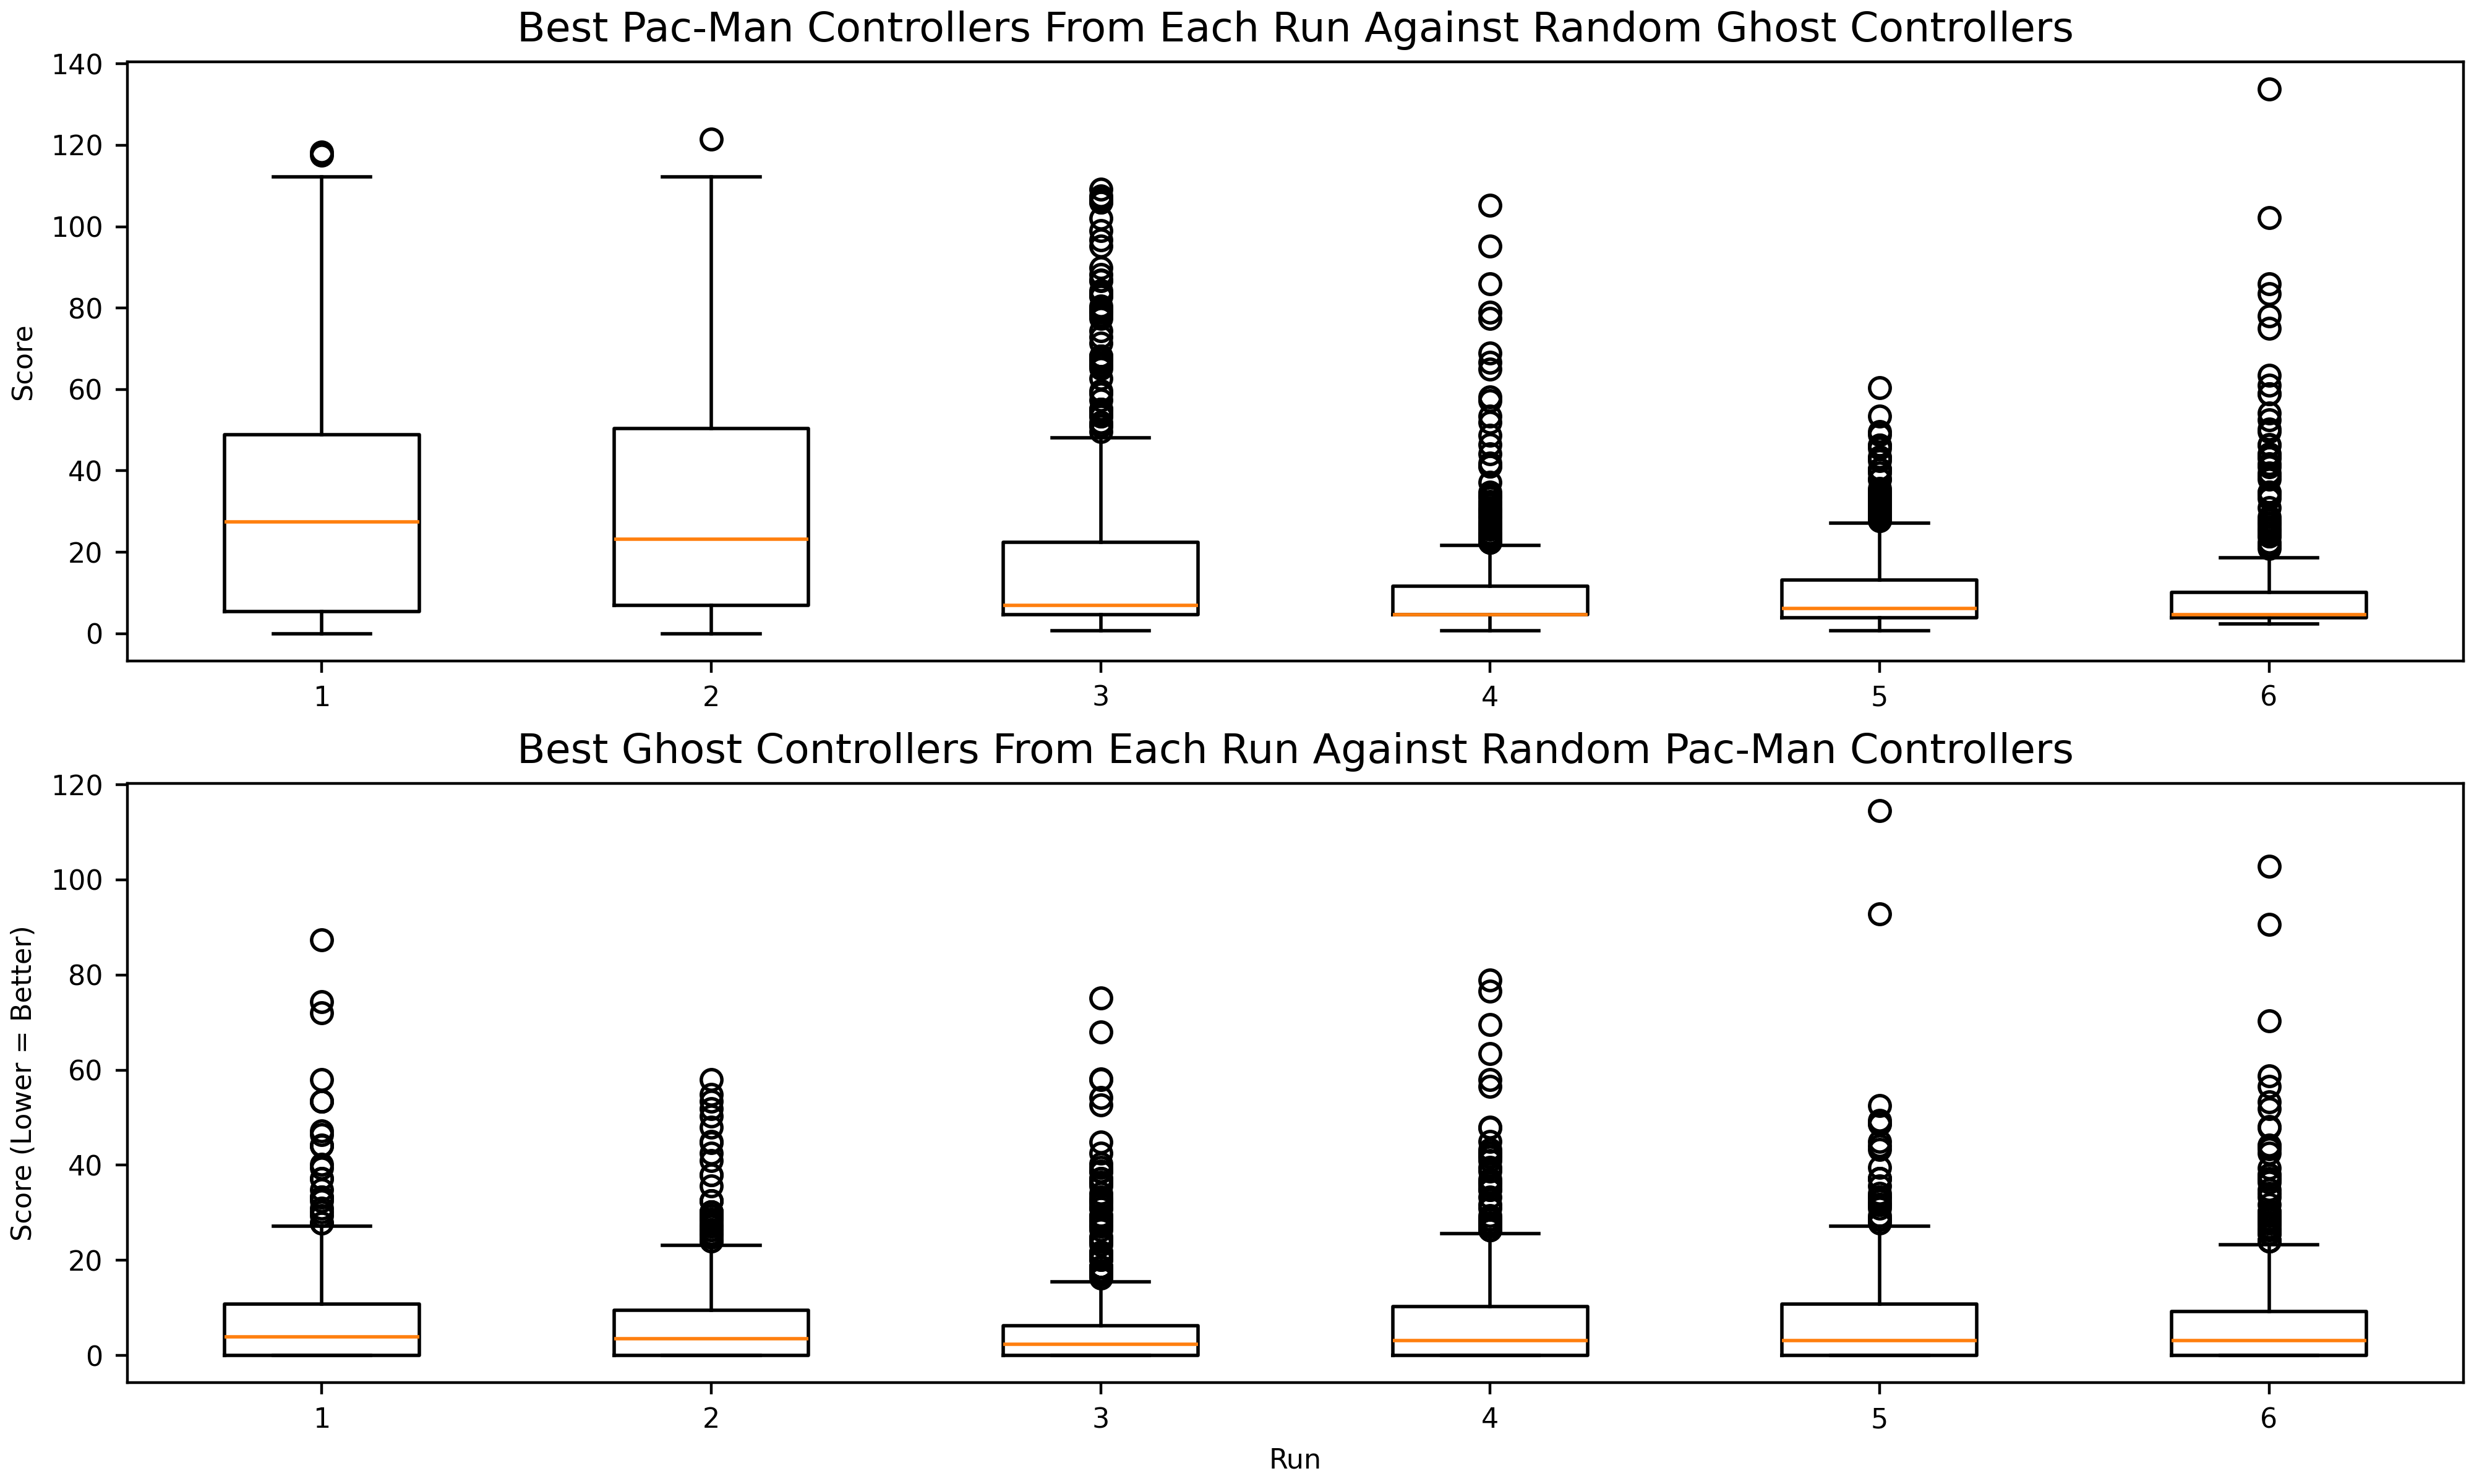 Best Pac-Man Controllers From Each Run Against Random Ghost Controllers
140
120
100
80
60
40
20
0
Score
1 2 3 4 5 6
Best Ghost Controllers From Each Run Against Random Pac-Man Controllers
120
100
80
60
40
20
0
Score (Lower = Better)
1 2 3 4 5 6
Run